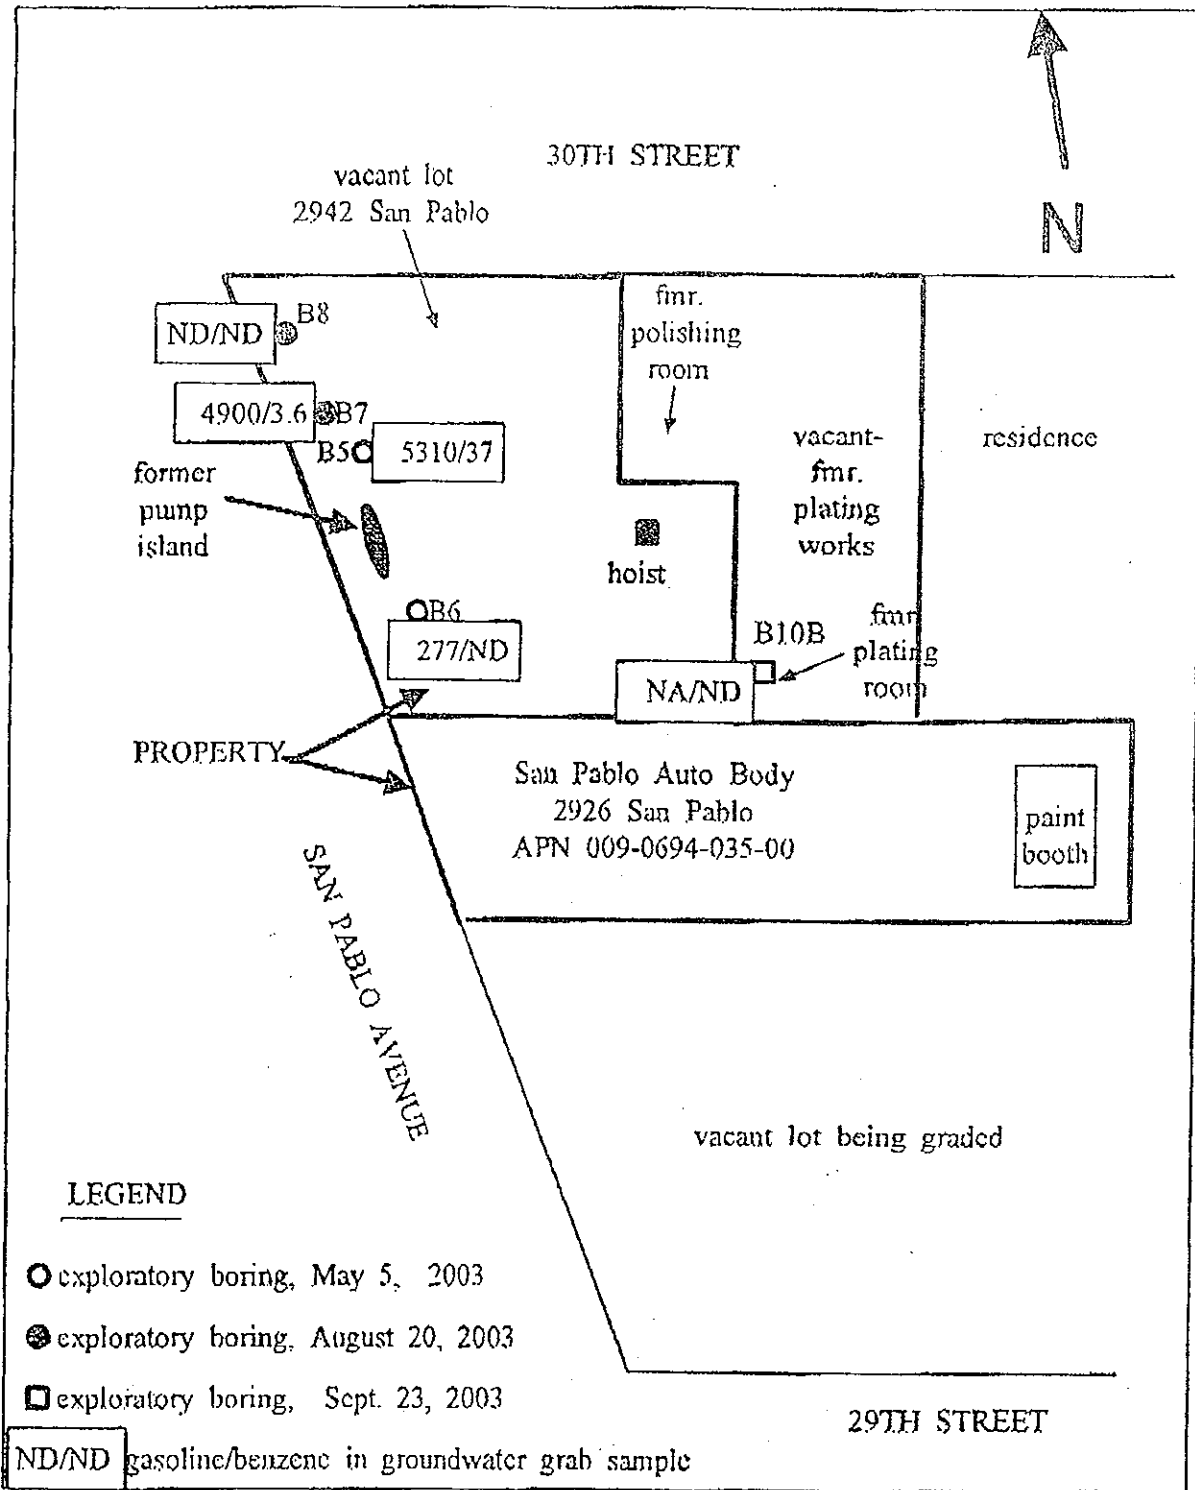 30TH STREET
N
vacant lot
2942 San Pablo
ND/ND
B8
4900/3.6
B7
B5
5310/37
former
pump
island
fmr.
polishing
room
vacant-
fmr.
plating
works
residence
hoist
B6
277/ND
B10B
fmr
plating
room
NA/ND
PROPERTY
San Pablo Auto Body
2926 San Pablo
APN 009-0694-035-00
paint
booth
SAN PABLO AVENUE
vacant lot being graded
LEGEND
exploratory boring, May 5, 2003
exploratory boring, August 20, 2003
exploratory boring, Sept. 23, 2003
29TH STREET
ND/ND gasoline/benzene in groundwater grab sample